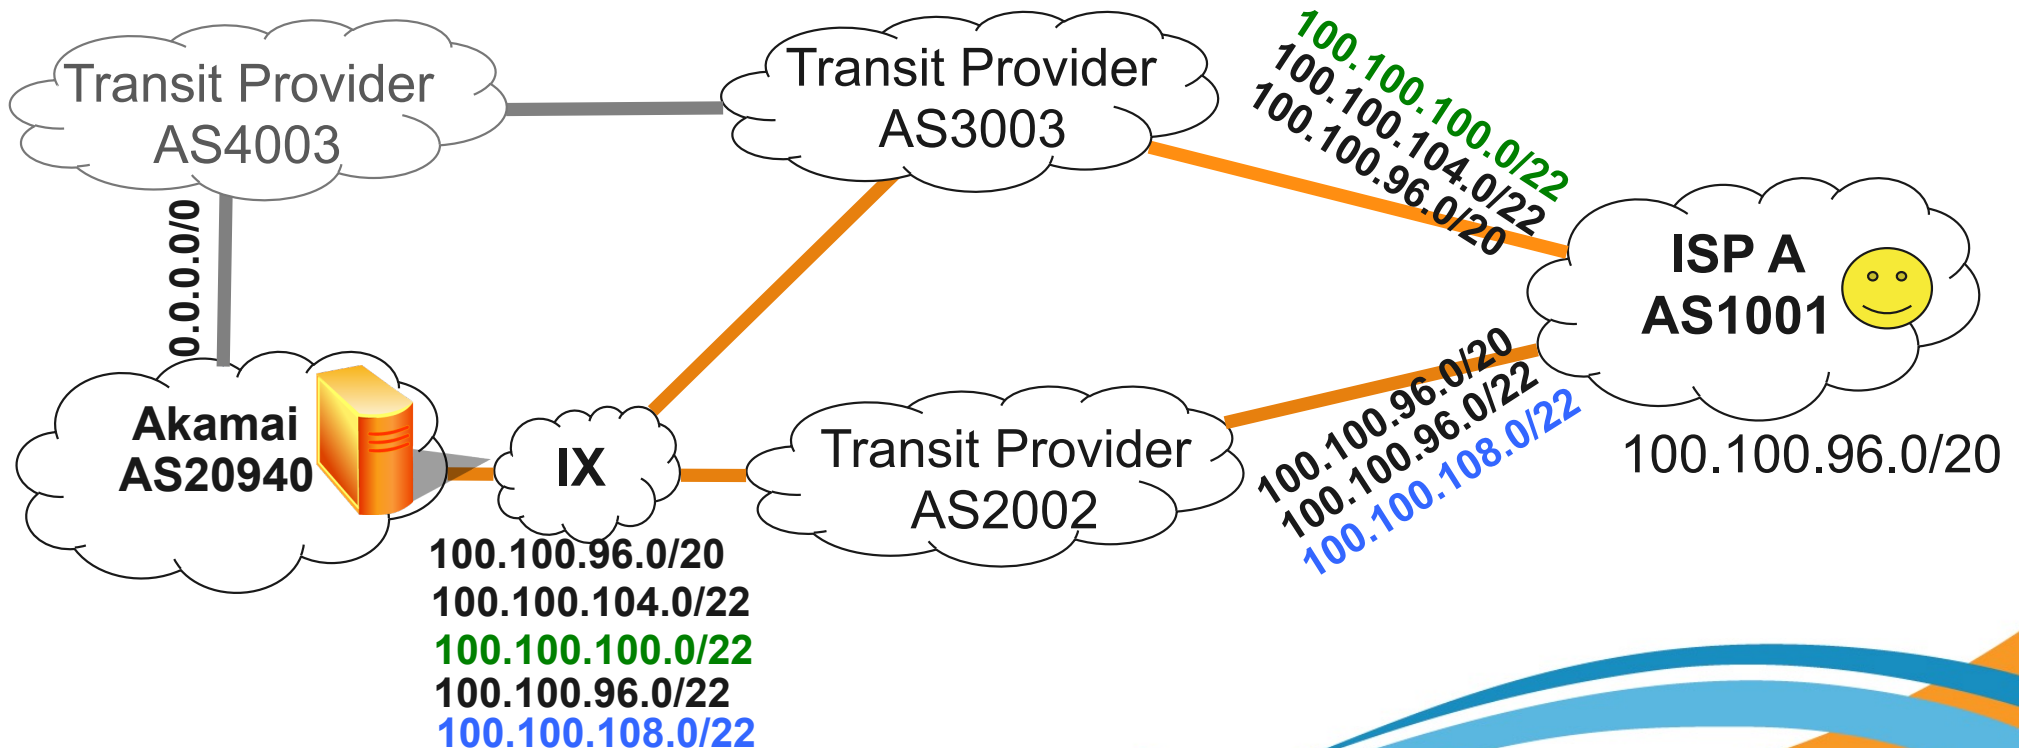 Transit Provider
AS4003
Transit Provider
AS3003
100.100.100.0/22
100.100.104.0/22
100.100.96.0/20
0.0.0.0/0
ISP A
AS1001
100.100.96.0/20
Akamai
AS20940
IX
Transit Provider
AS2002
100.100.96.0/20
100.100.96.0/22
100.100.108.0/22
100.100.96.0/20
100.100.104.0/22
100.100.100.0/22
100.100.96.0/22
100.100.108.0/22